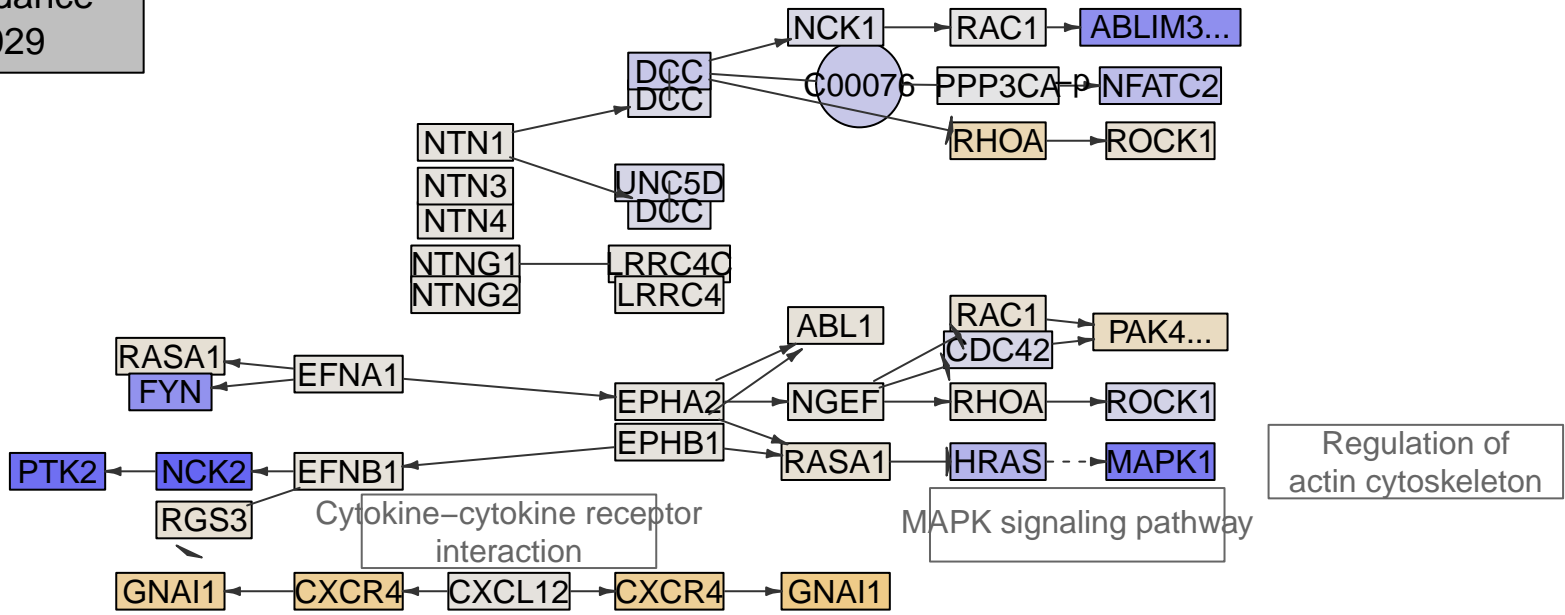 dance
029
NCK1
RAC1
ABLIM3...
DCC
DCC
C00076
PPP3CA
-p
NFATC2
NTN1
RHOA
ROCK1
NTN3
NTN4
UNC5D
DCC
NTNG1
LRRC4C
NTNG2
LRRC4
ABL1
RAC1
CDC42
PAK4...
RASA1
FYN
EFNA1
EPHA2
NGEF
RHOA
ROCK1
EPHB1
PTK2
NCK2
EFNB1
RASA1
HRAS
MAPK1
Regulation of
actin cytoskeleton
RGS3
Cytokine−cytokine receptor
interaction
MAPK signaling pathway
GNAI1
CXCR4
CXCL12
CXCR4
GNAI1